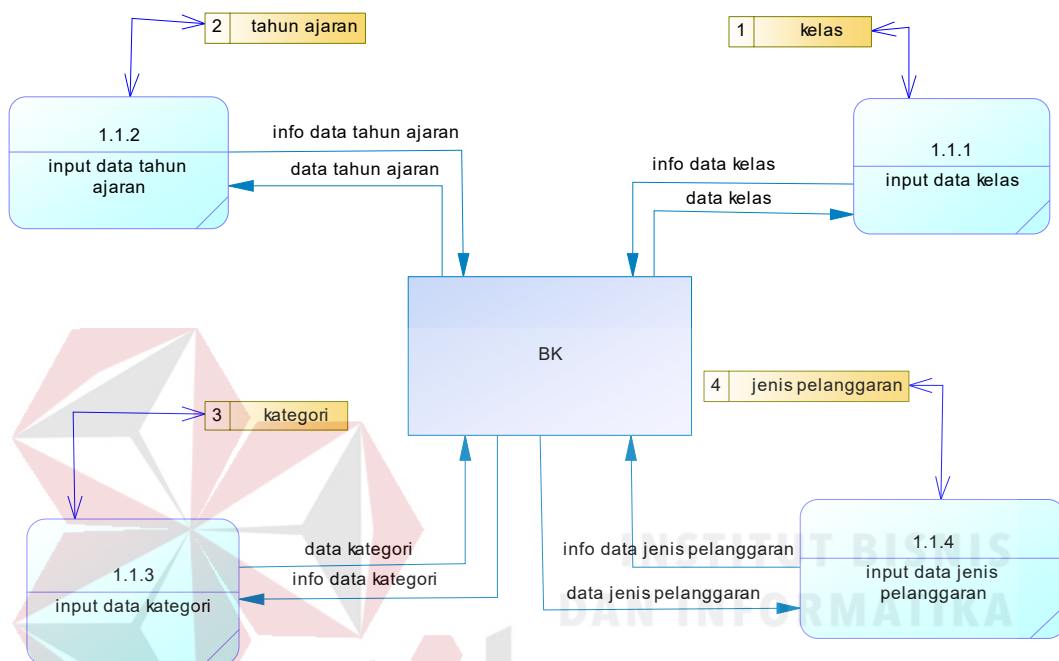 2 tahun ajaran
1 kelas
1.1.2
input data tahun
ajaran
info data tahun ajaran
data tahun ajaran
1.1.1
input data kelas
info data kelas
data kelas
BK
4 jenis pelanggaran
3 kategori
1.1.3
input data kategori
data kategori
info data kategori
info data jenis pelanggaran
data jenis pelanggaran
1.1.4
input data jenis
pelanggaran
INSTITUT BISNIS
DAN INFORMATIKA